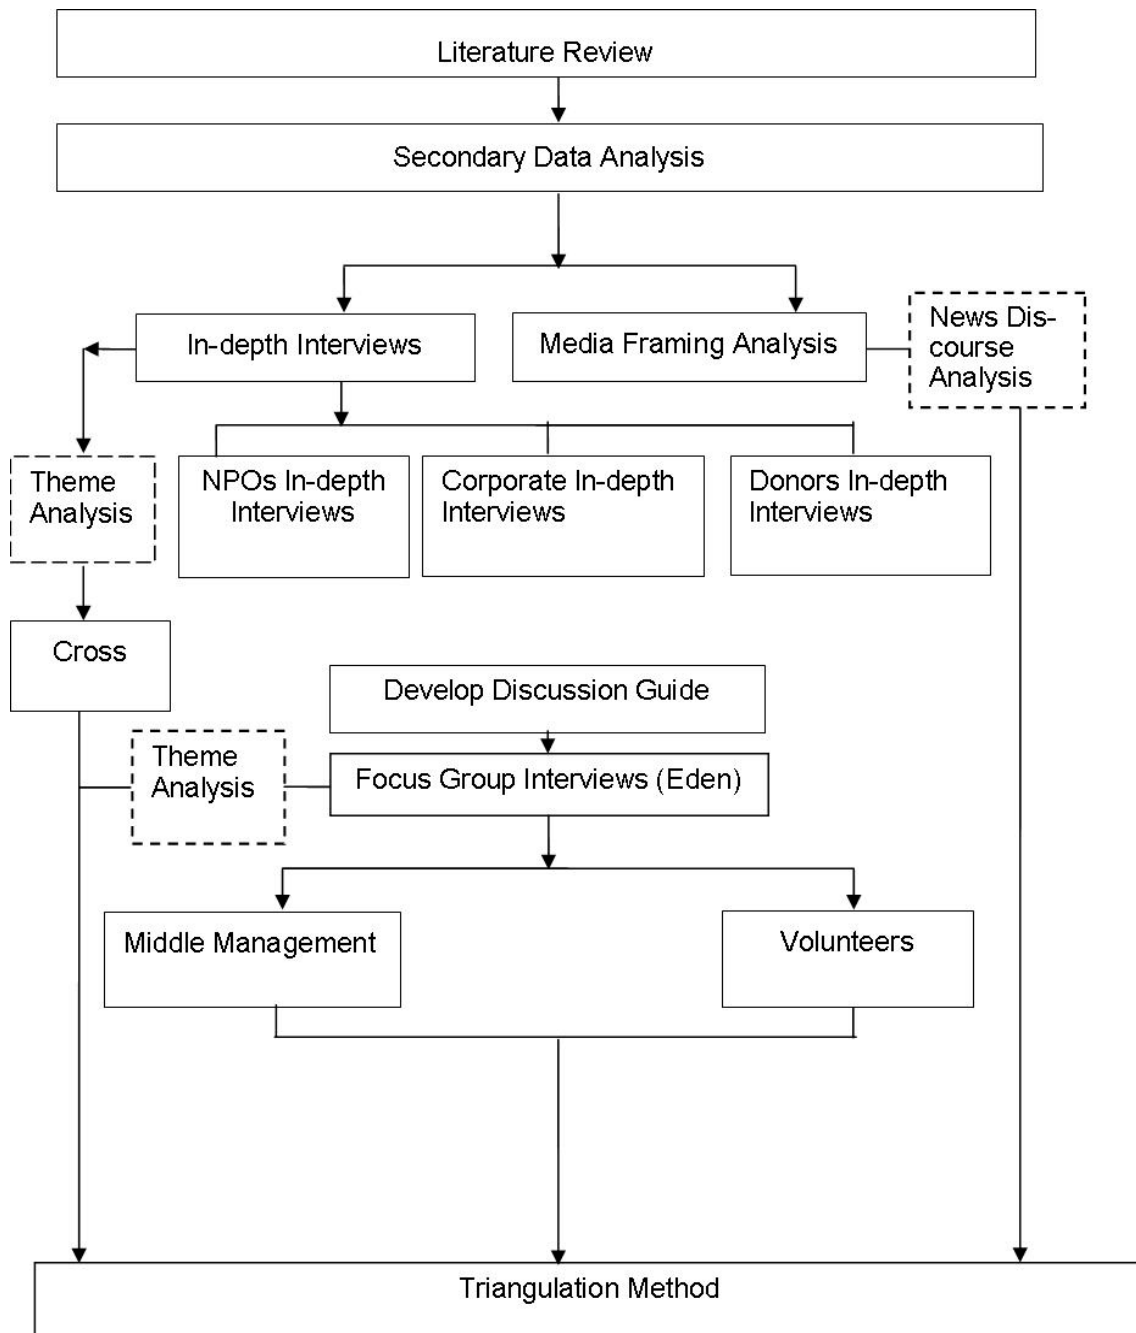 Literature Review
Secondary Data Analysis
In-depth Interviews
Media Framing Analysis
News Dis-
course
Analysis
Theme
Analysis
NPOs In-depth
Interviews
Corporate In-depth
Interviews
Donors In-depth
Interviews
Cross
Develop Discussion Guide
Theme
Analysis
Focus Group Interviews (Eden)
Middle Management
Volunteers
Triangulation Method